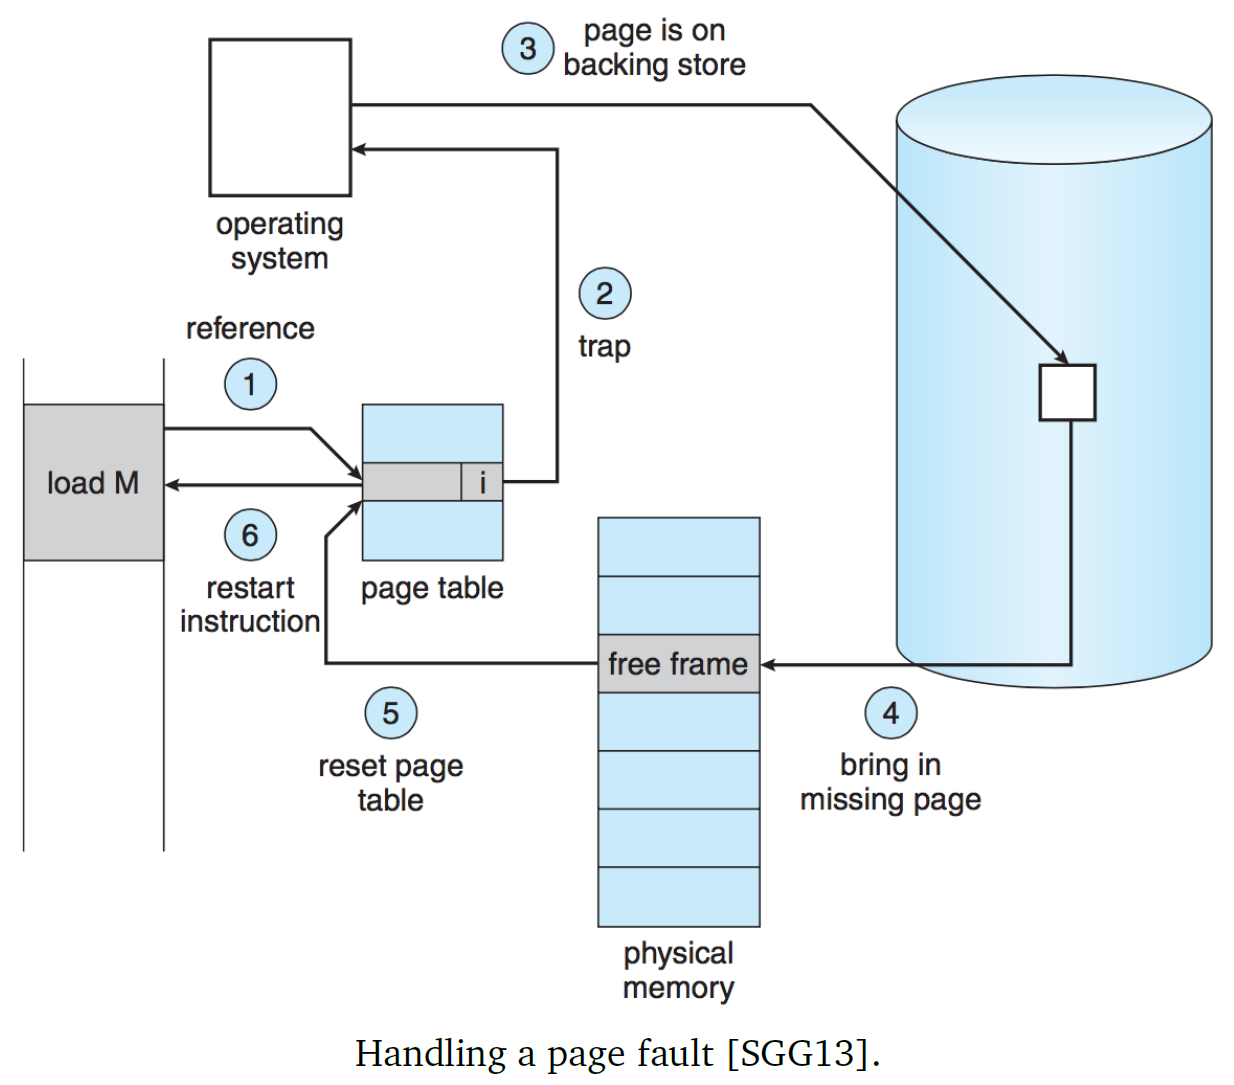 3
page is on
backing store
operating
system
2
trap
reference
1
load M
i
6
restart
instruction
page table
free frame
5
reset page
table
4
bring in
missing page
physical
memory
Handling a page fault [SGG13].